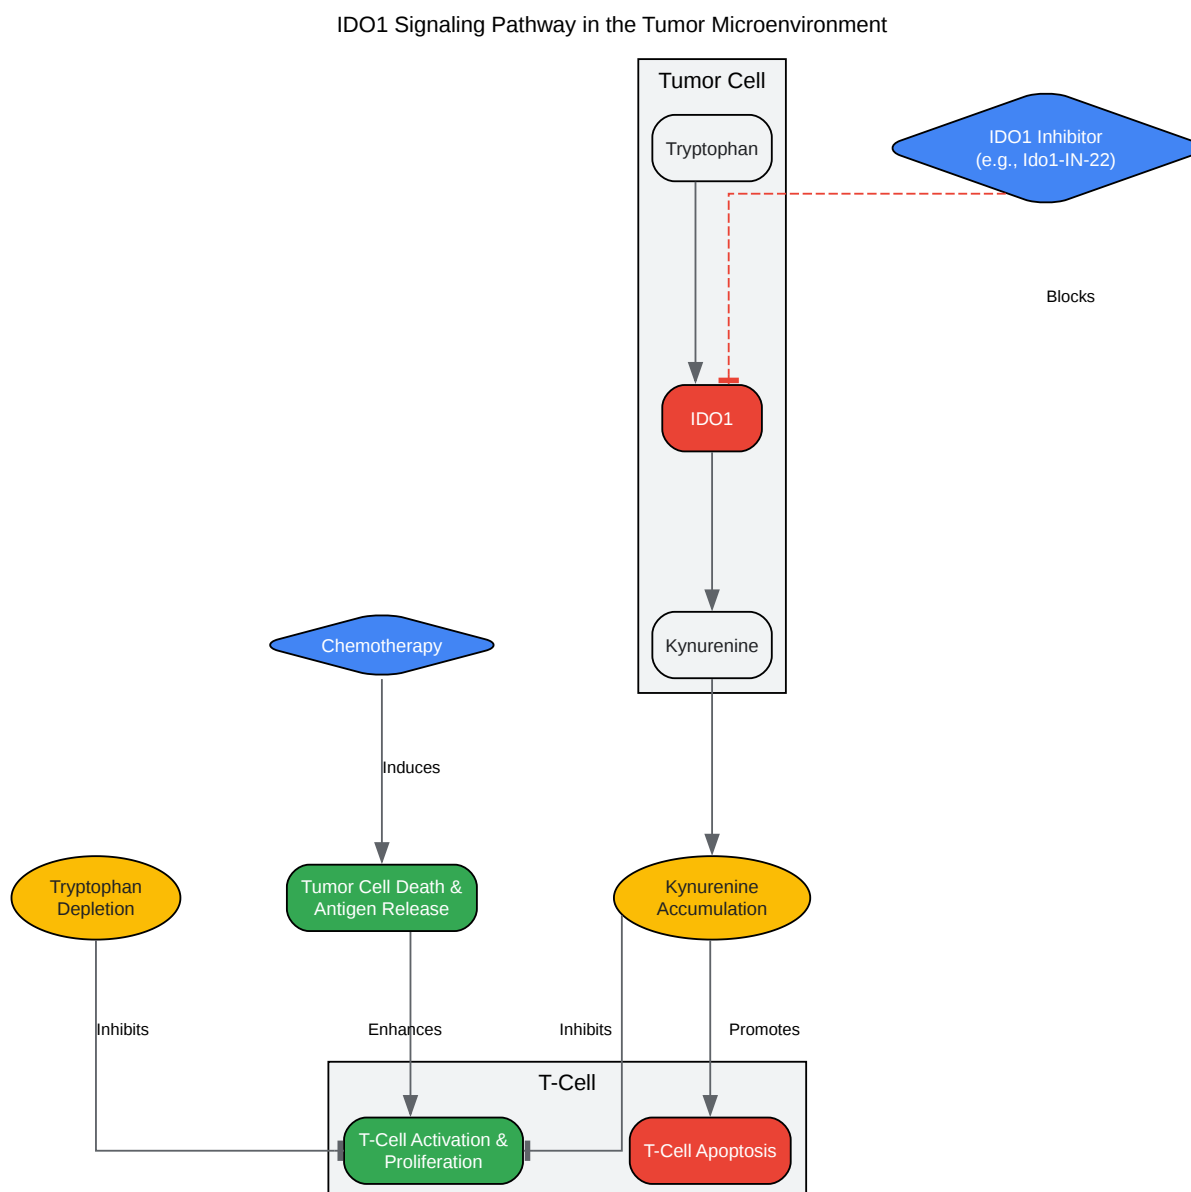 IDO1 Signaling Pathway in the Tumor Microenvironment
Tumor Cell
Tryptophan
IDO1 Inhibitor
(e.g., Ido1-IN-22)
Blocks
IDO1
Kynurenine
Chemotherapy
Induces
Tryptophan
Depletion
Tumor Cell Death &
Antigen Release
Kynurenine
Accumulation
Inhibits
Enhances
Inhibits
Promotes
T-Cell
T-Cell Activation &
Proliferation
T-Cell Apoptosis